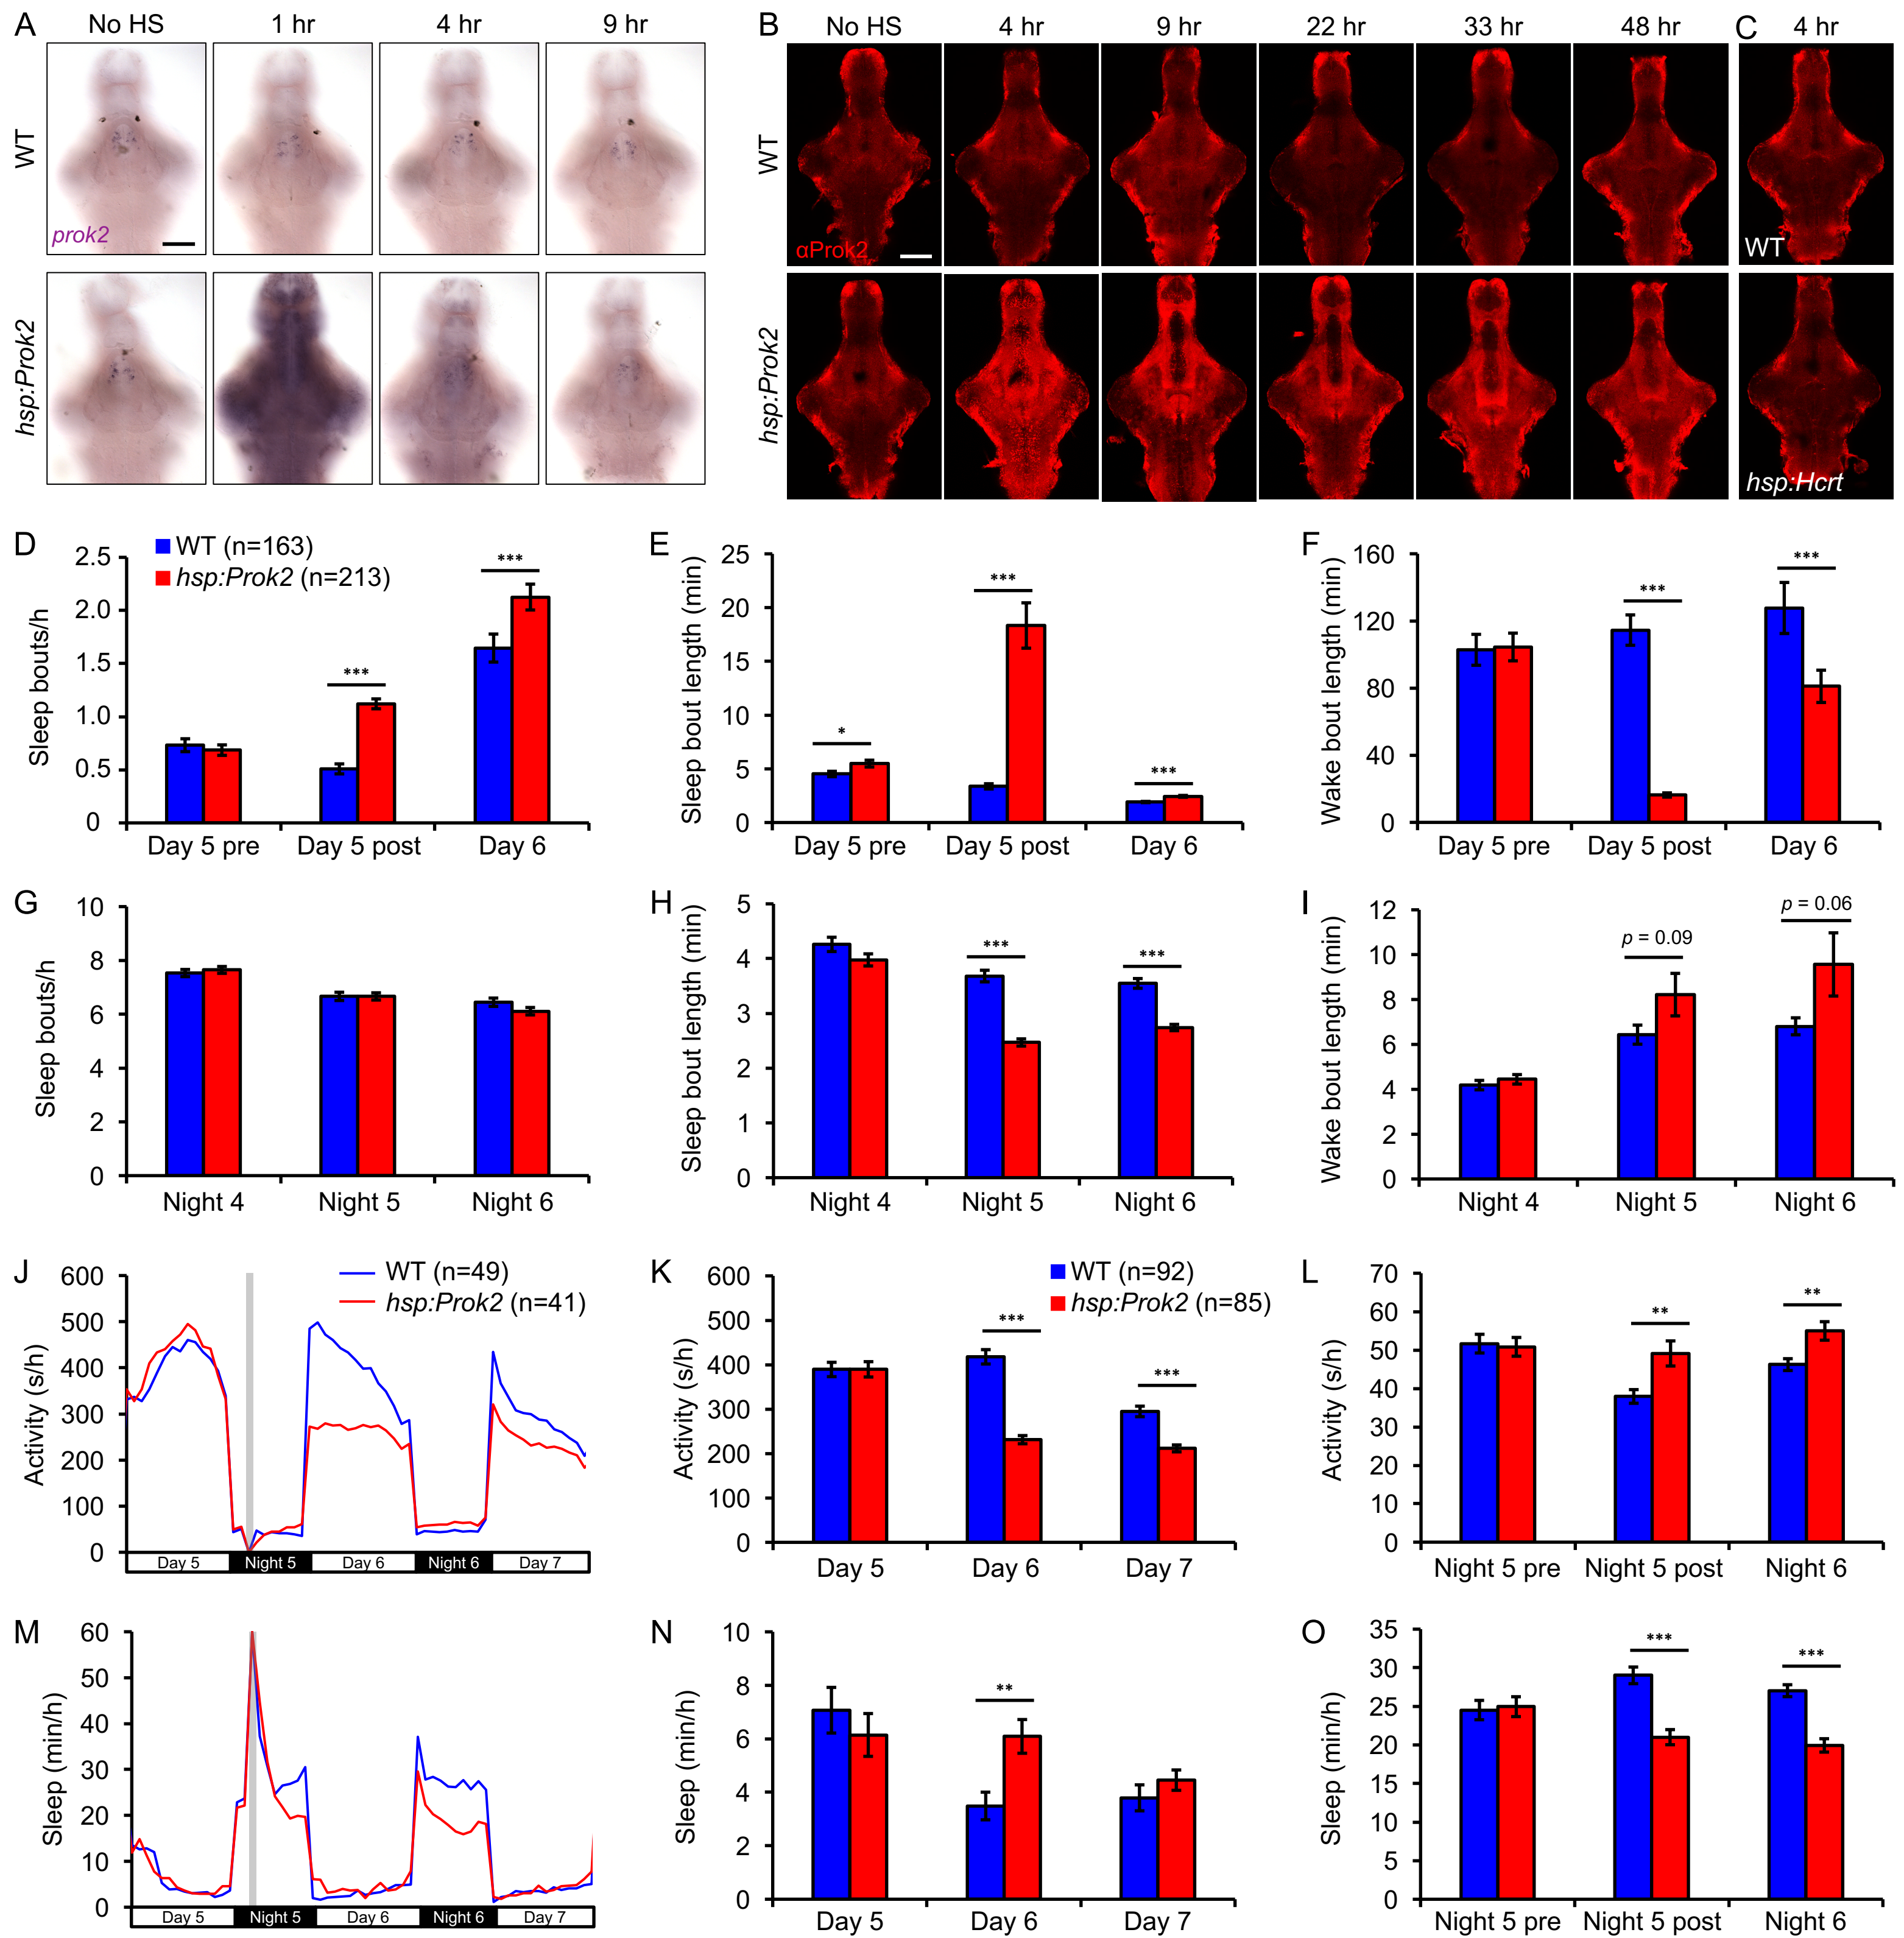 A No HS 1 hr 4 hr 9 hr
WT
prok2
hsp:Prok2
B No HS 4 hr 9 hr 22 hr 33 hr 48 hr
WT
αProk2
hsp:Prok2
C 4 hr
WT
hsp:Hcrt
D
WT (n=163)
hsp:Prok2 (n=213)
Sleep bouts/h
2.5
2.0
1.5
1.0
0.5
0
***
***
Day 5 pre Day 5 post Day 6
E
Sleep bout length (min)
25
20
15
10
5
0
*
***
***
Day 5 pre Day 5 post Day 6
F
Wake bout length (min)
160
120
80
40
0
***
***
Day 5 pre Day 5 post Day 6
G
Sleep bouts/h
10
8
6
4
2
0
Night 4 Night 5 Night 6
H
Sleep bout length (min)
5
4
3
2
1
0
***
***
Night 4 Night 5 Night 6
I
Wake bout length (min)
12
10
8
6
4
2
0
p = 0.09
p = 0.06
Night 4 Night 5 Night 6
J
WT (n=49)
hsp:Prok2 (n=41)
Activity (s/h)
600
500
400
300
200
100
0
Day 5 Night 5 Day 6 Night 6 Day 7
K
WT (n=92)
hsp:Prok2 (n=85)
Activity (s/h)
600
500
400
300
200
100
0
***
***
Day 5 Day 6 Day 7
L
Activity (s/h)
70
60
50
40
30
20
10
0
**
**
Night 5 pre Night 5 post Night 6
M
Sleep (min/h)
60
50
40
30
20
10
0
Day 5 Night 5 Day 6 Night 6 Day 7
N
Sleep (min/h)
10
8
6
4
2
0
**
Day 5 Day 6 Day 7
O
Sleep (min/h)
35
30
25
20
15
10
5
0
***
***
Night 5 pre Night 5 post Night 6